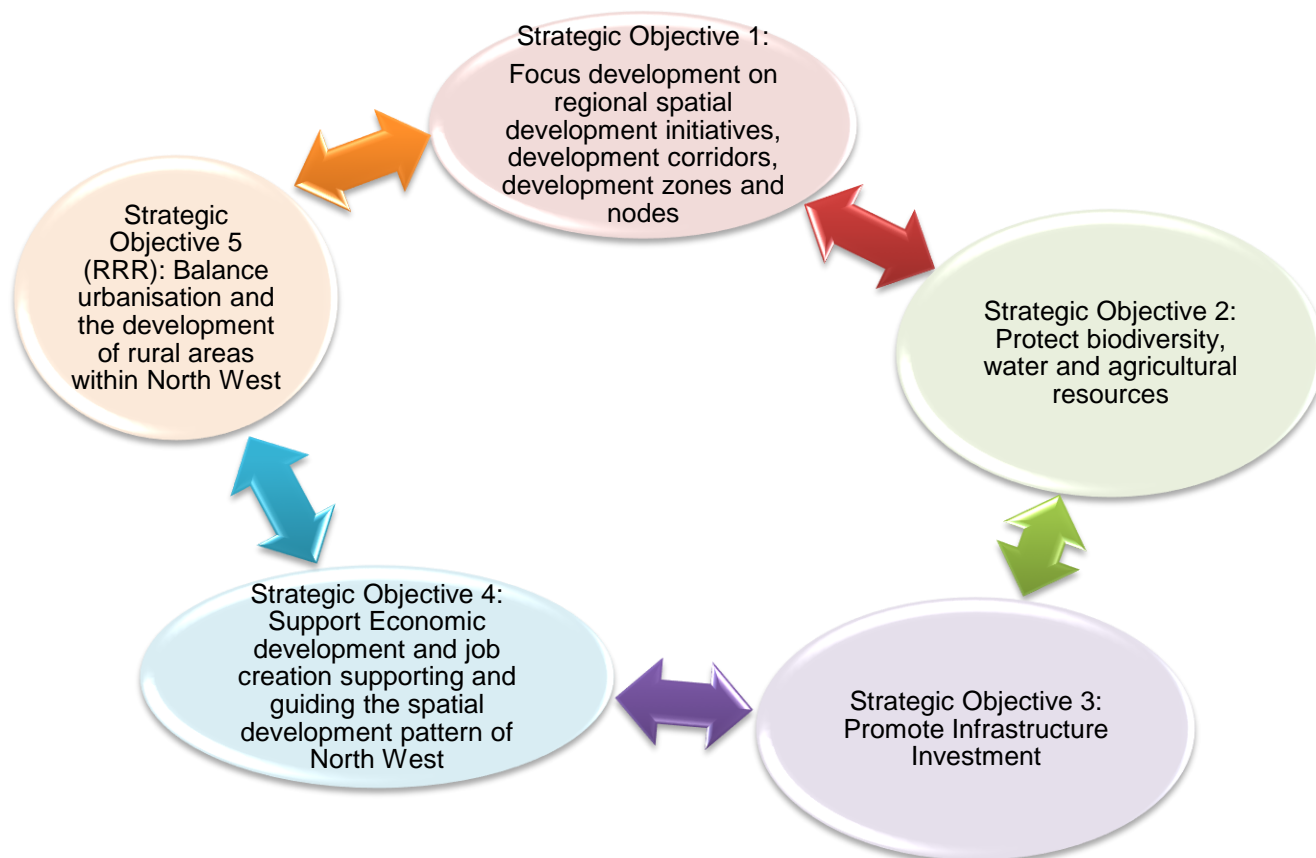 Strategic Objective 1:
Focus development on
regional spatial
development initiatives,
development corridors,
development zones and
nodes
Strategic Objective 2:
Protect biodiversity,
water and agricultural
resources
Strategic Objective 3:
Promote Infrastructure
Investment
Strategic Objective 4:
Support Economic
development and job
creation supporting and
guiding the spatial
development pattern of
North West
Strategic
Objective 5
(RRR): Balance
urbanisation and
the development
of rural areas
within North West